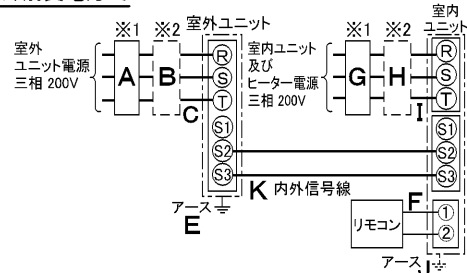 ※1 ※2 室外ユニット
室外
ユニット電源
三相 200V
A B C
R
S
T
S1
S2
S3
アース
E
※1 ※2 室内
ユニット
室内ユニット
及び
ヒーター電源
三相 200V
G H I
R
S
T
S1
S2
S3
K 内外信号線
F
リモコン
①
②
アース J